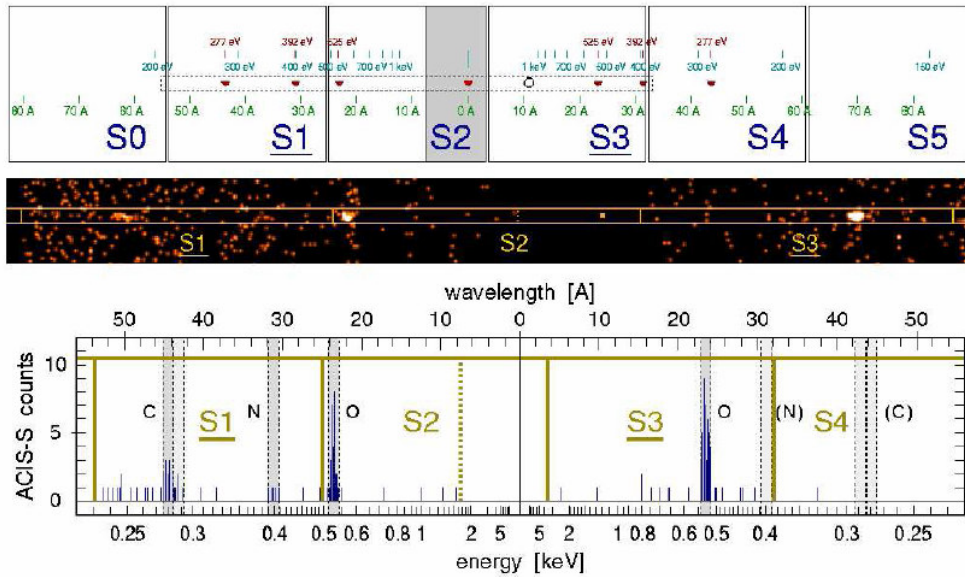 277 eV 392 eV 525 eV 525 eV 392 eV 277 eV
200 eV 300 eV 400 eV 500 eV 700 eV 1 keV 1 keV 700 eV 500 eV 400 eV 300 eV 200 eV 150 eV
80 A 70 A 50 A 40 A 30 A 20 A 10 A 0 A 10 A 20 A 30 A 50 A 60 A 70 A 80 A
S0 S1 S2 S3 S4 S5
S1 S2 S3
wavelength [A]
50 40 30 20 10 0 10 20 30 40 50
ACIS-S counts
10
5
0
C S1 N O S2 S3 O (N) S4 (C)
0.25 0.3 0.4 0.5 0.6 0.8 1 2 5 5 2 1 0.8 0.6 0.5 0.4 0.3 0.25
energy [keV]